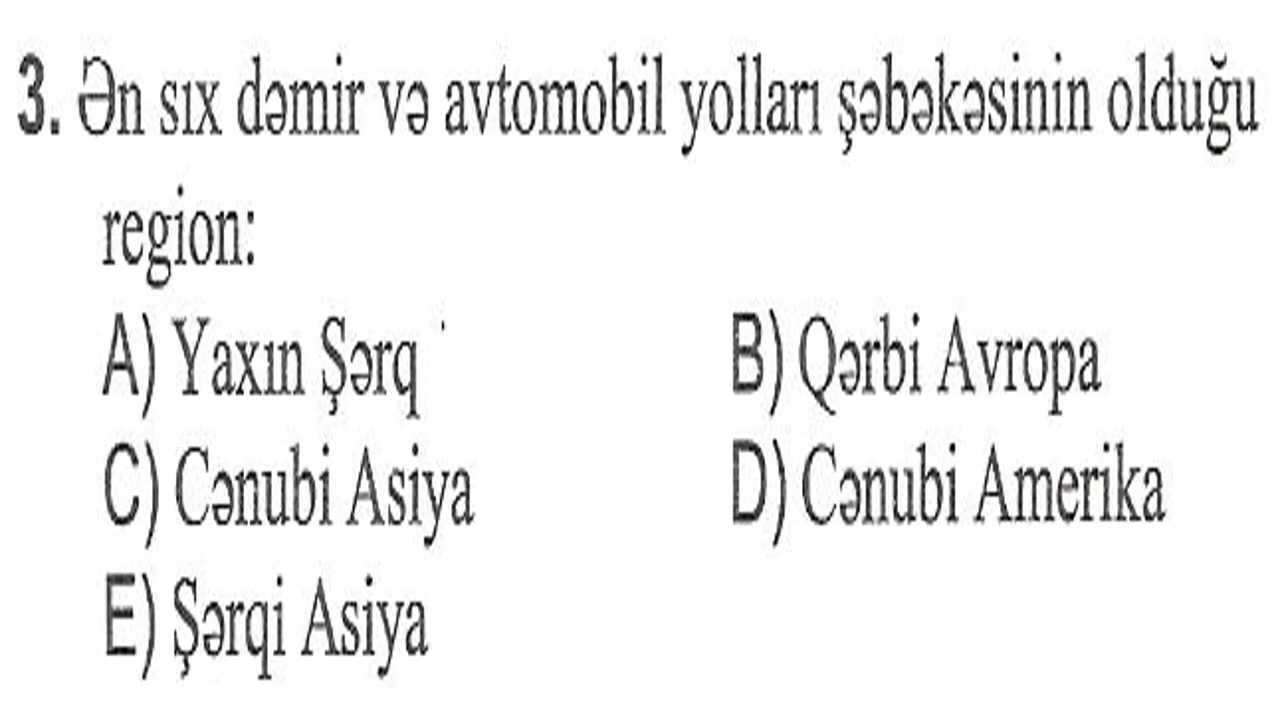 3. Ən sıx dəmir və avtomobil yolları şəbəkəsinin olduğu
region:
A) Yaxın Şərq B) Qərbi Avropa
C) Cənubi Asiya D) Cənubi Amerika
E) Şərqi Asiya